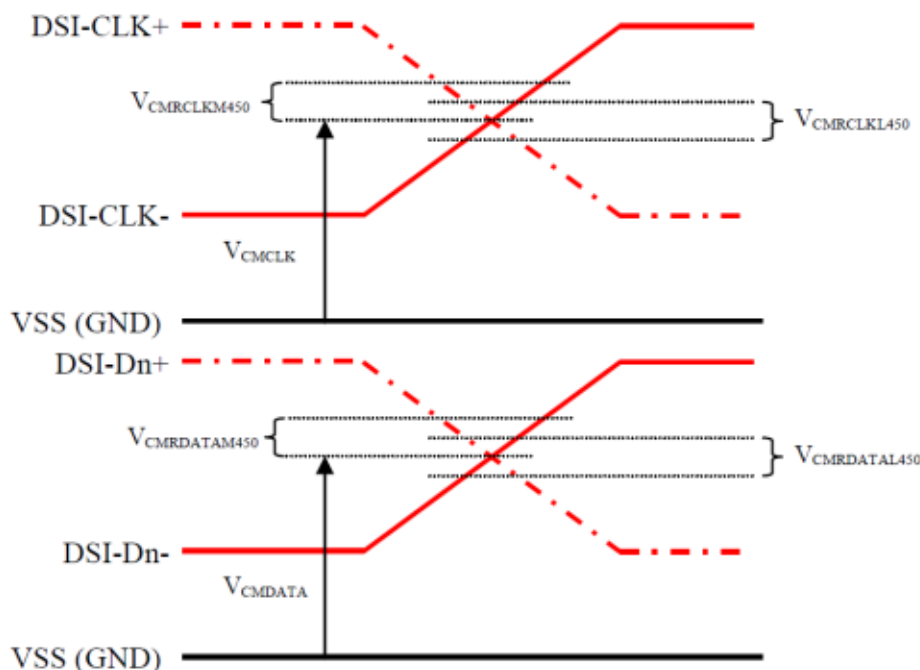 DSI-CLK+
VCMRCLKM450
VCMRCLKL450
DSI-CLK-
VCMCLK
VSS (GND)
DSI-Dn+
VCMRDATAM450
VCMRDATAL450
DSI-Dn-
VCMDATA
VSS (GND)